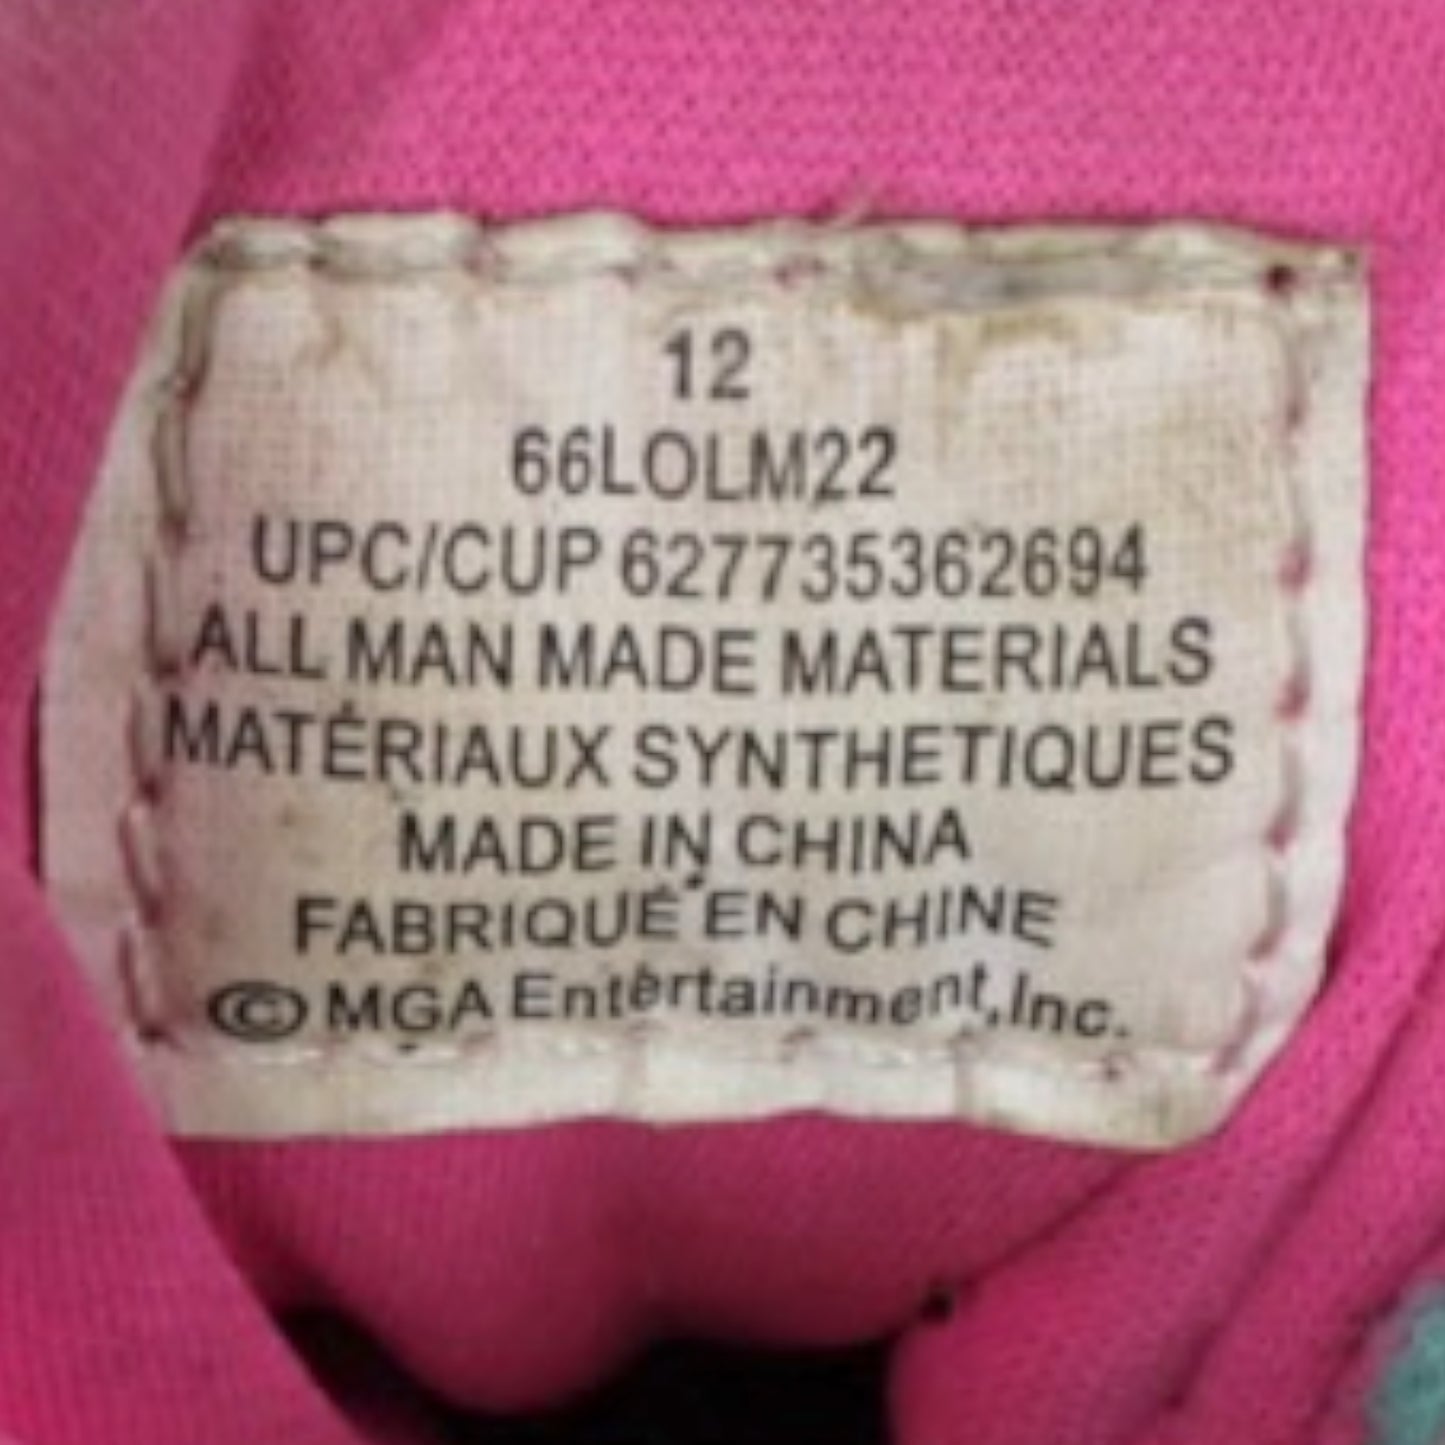 12
66LOLM22
UPC/CUP 627735362694
ALL MAN MADE MATERIALS
MATÉRIAUX SYNTHETIQUES
MADE IN CHINA
FABRIQUÉ EN CHINE
© MGA Entertainment, Inc.